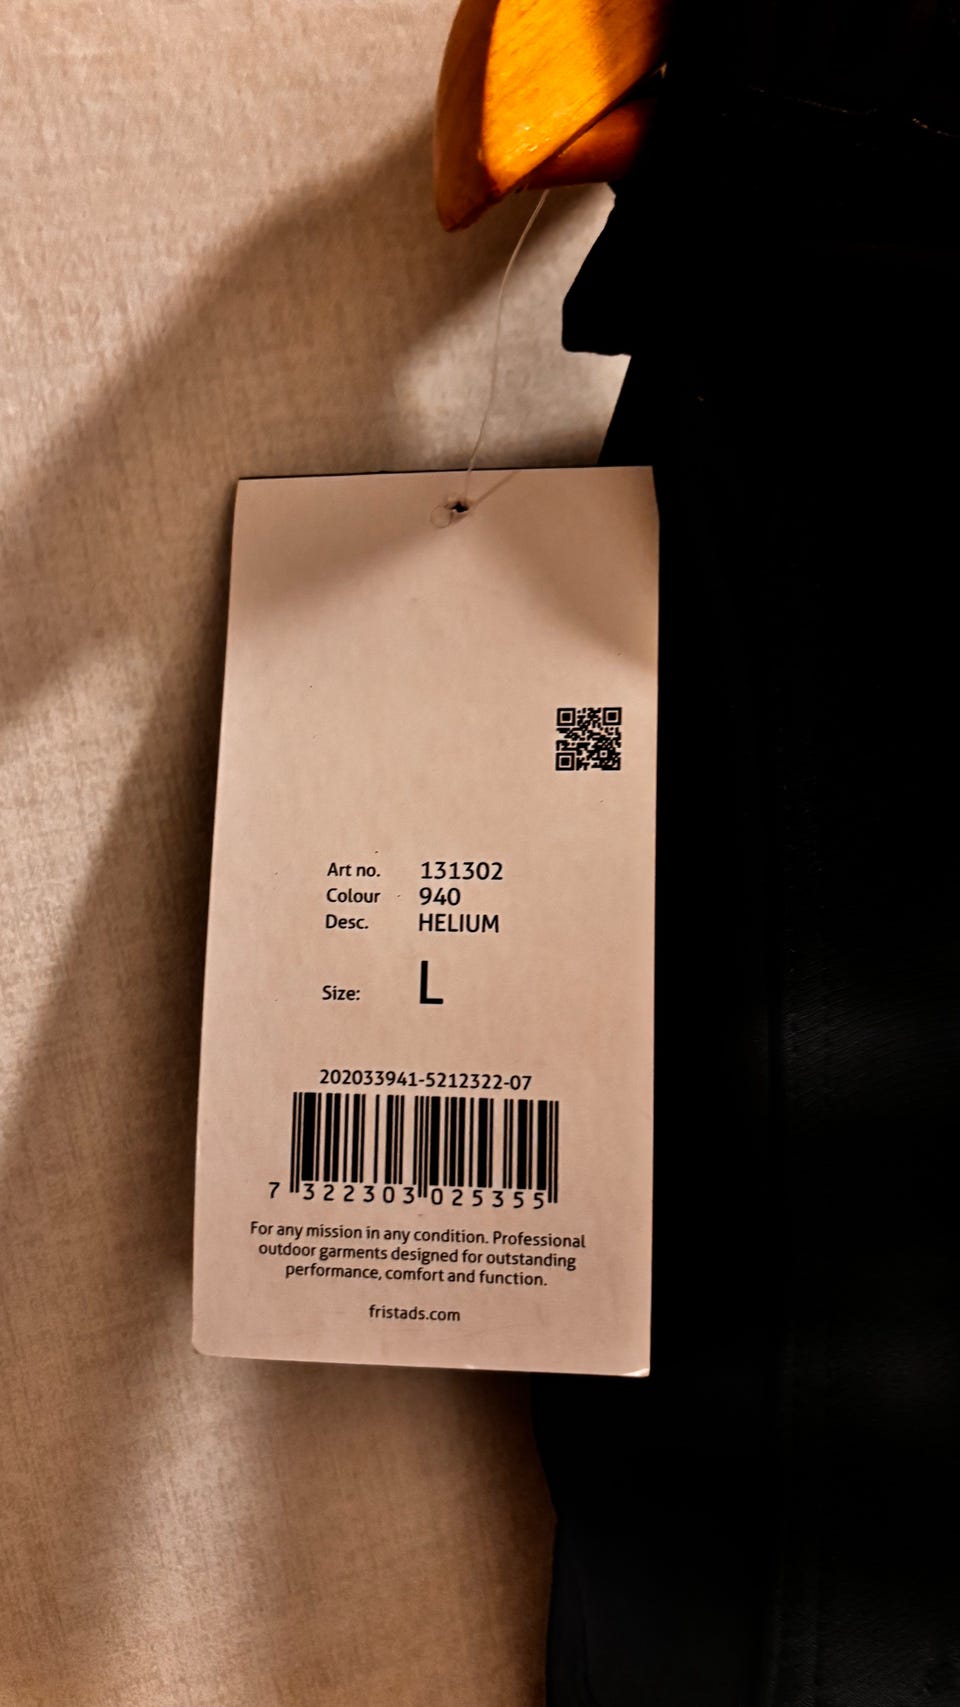 Art no. 131302
Colour 940
Desc. HELIUM
Size: L
202033941-5212322-07
7 322303 025355
For any mission in any condition. Professional
outdoor garments designed for outstanding
performance, comfort and function.
fristads.com